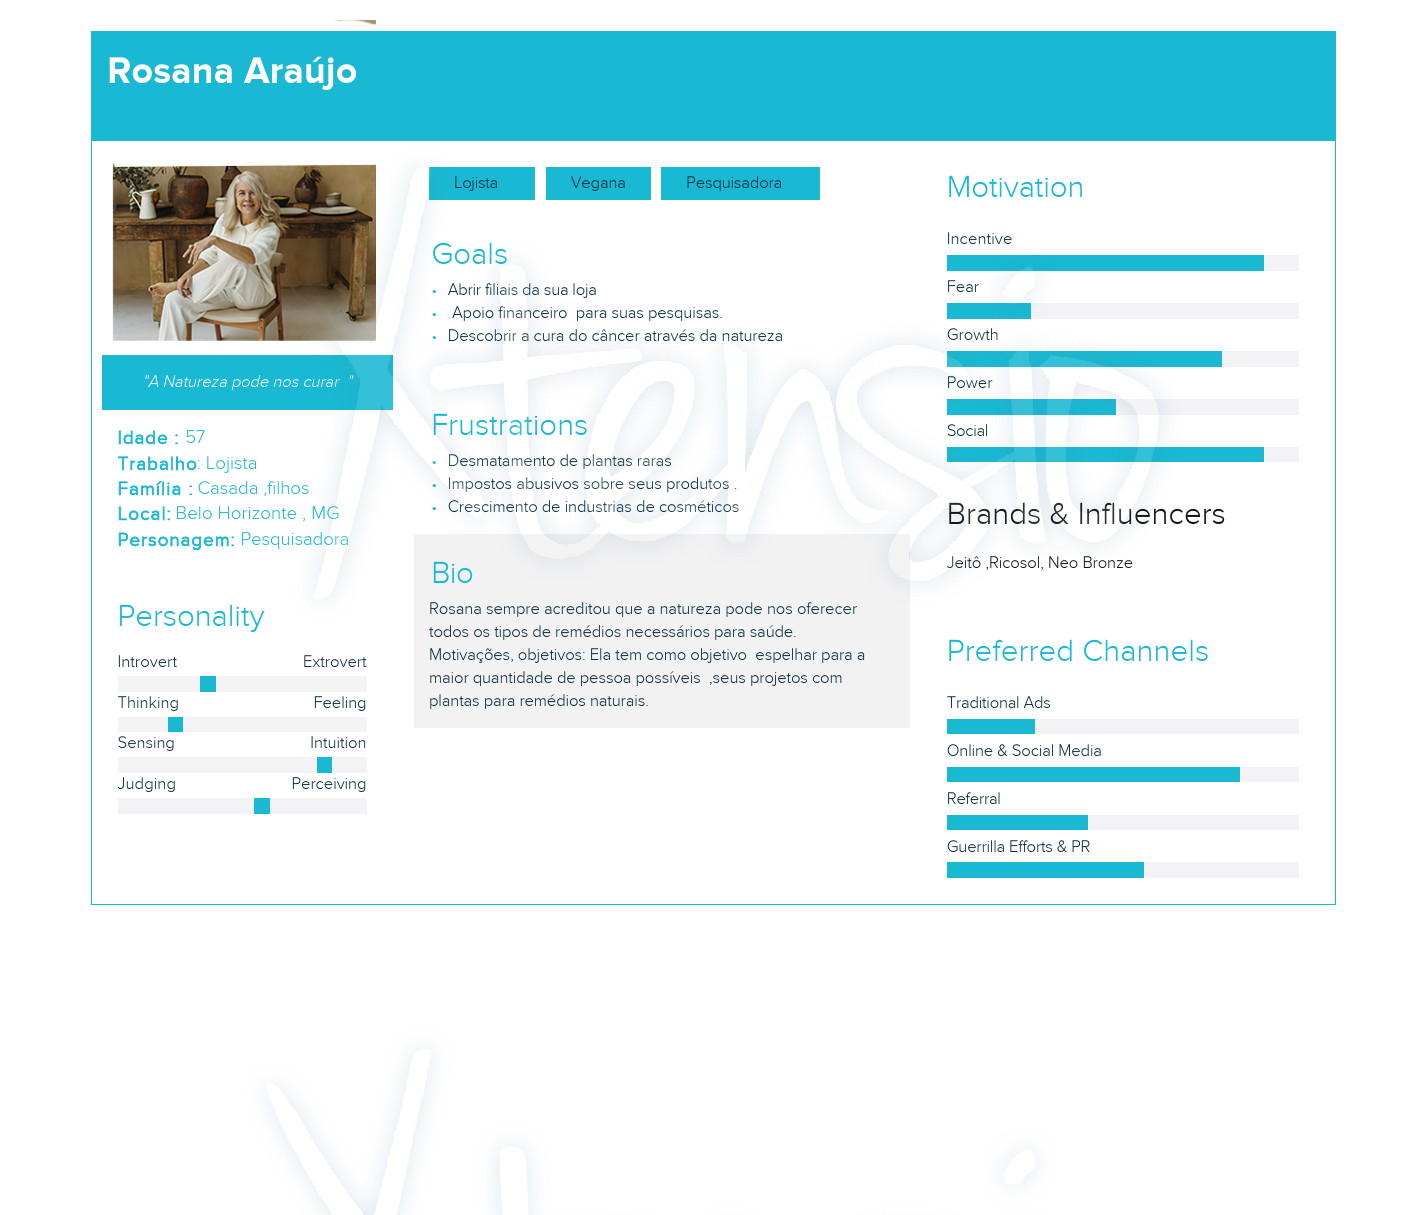 Rosana Araújo
"A Natureza pode nos curar  "
Idade : 57
Trabalho: Lojista
Família : Casada ,filhos
Local: Belo Horizonte , MG
Personagem: Pesquisadora
Personality
Introvert Extrovert
Thinking Feeling
Sensing Intuition
Judging Perceiving
Lojista Vegana Pesquisadora
Goals
• Abrir filiais da sua loja
• Apoio financeiro  para suas pesquisas.
• Descobrir a cura do câncer através da natureza
Frustrations
• Desmatamento de plantas raras
• Impostos abusivos sobre seus produtos .
• Crescimento de industrias de cosméticos
Bio
Rosana sempre acreditou que a natureza pode nos oferecer
todos os tipos de remédios necessários para saúde.
Motivações, objetivos: Ela tem como objetivo  espelhar para a
maior quantidade de pessoa possíveis  ,seus projetos com
plantas para remédios naturais.
Motivation
Incentive
Fear
Growth
Power
Social
Brands & Influencers
Jeitô ,Ricosol, Neo Bronze
Preferred Channels
Traditional Ads
Online & Social Media
Referral
Guerrilla Efforts & PR
Xtensio